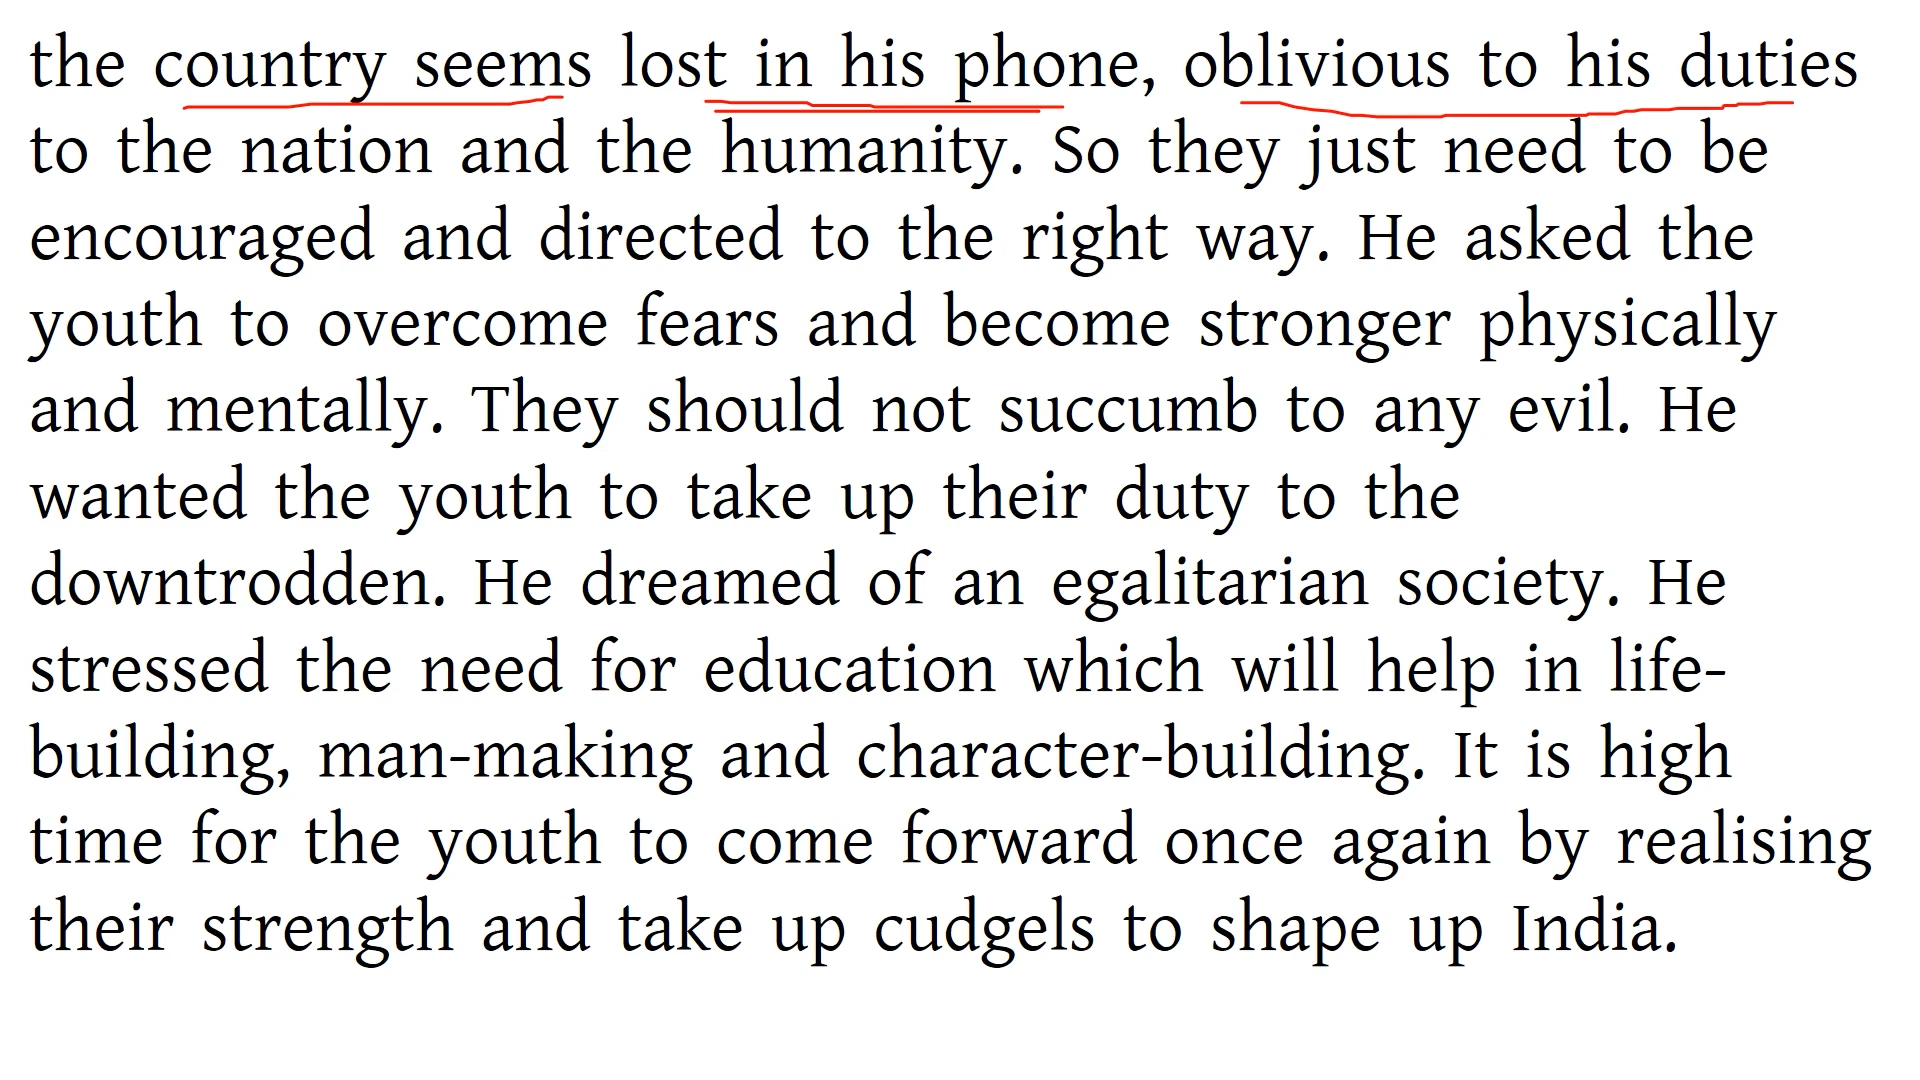 the country seems lost in his phone, oblivious to his duties
to the nation and the humanity. So they just need to be
encouraged and directed to the right way. He asked the
youth to overcome fears and become stronger physically
and mentally. They should not succumb to any evil. He
wanted the youth to take up their duty to the
downtrodden. He dreamed of an egalitarian society. He
stressed the need for education which will help in life-
building, man-making and character-building. It is high
time for the youth to come forward once again by realising
their strength and take up cudgels to shape up India.